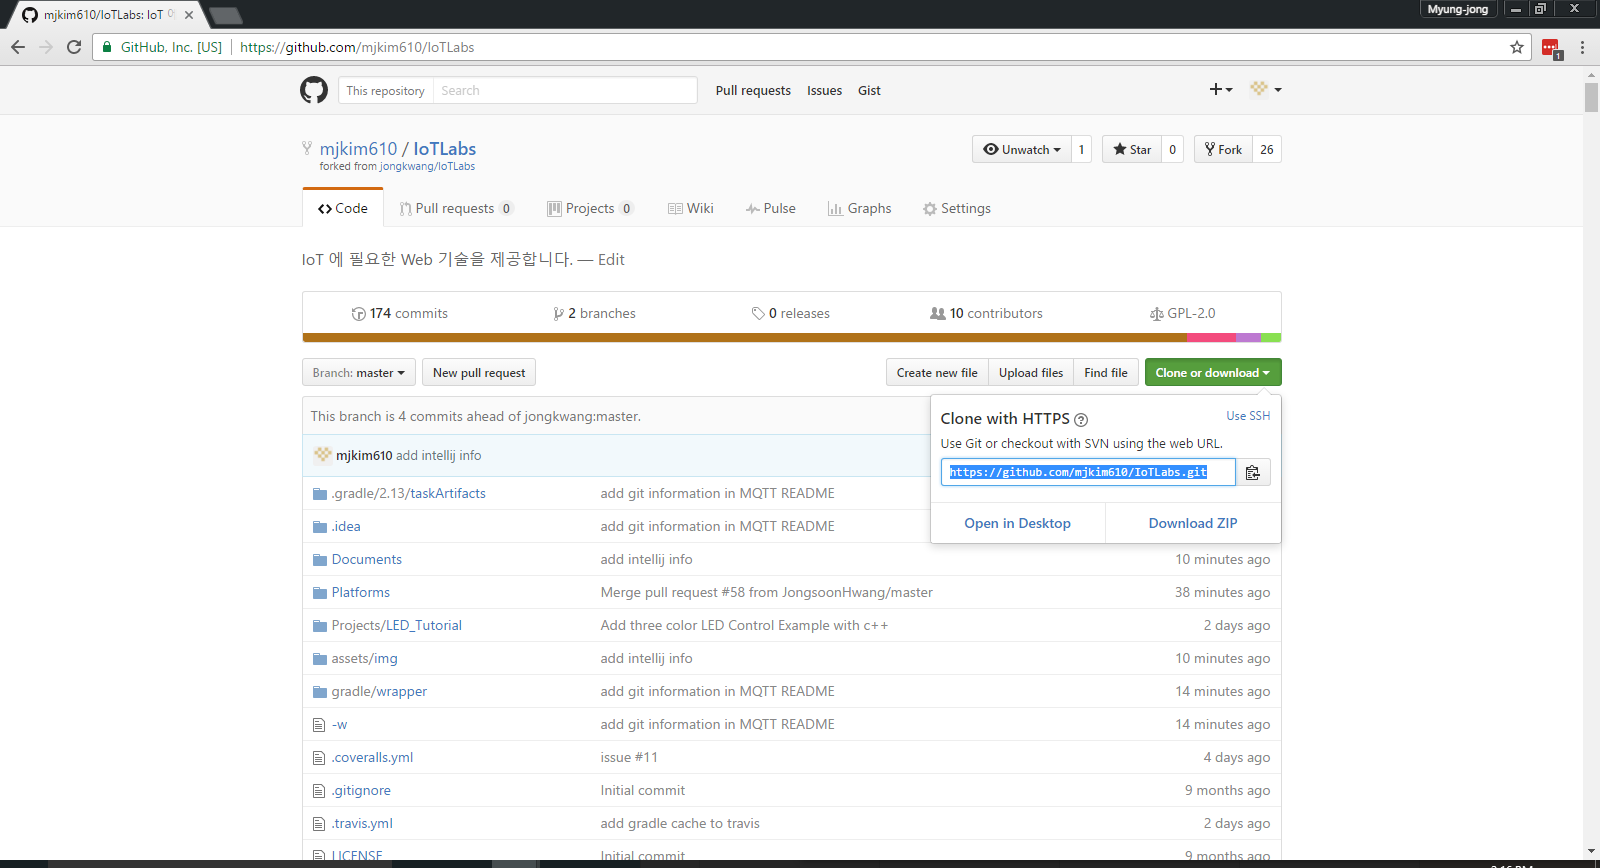 mjkim610/IoTLabs: IoT
Myung-jong
GitHub, Inc. [US] https://github.com/mjkim610/IoTLabs
1
This repository Search Pull requests Issues Gist
mjkim610 / IoTLabs
forked from jongkwang/IoTLabs
Unwatch 1 Star 0 Fork 26
Code Pull requests 0 Projects 0 Wiki Pulse Graphs Settings
IoT 에 필요한 Web 기술을 제공합니다. — Edit
174 commits 2 branches 0 releases 10 contributors GPL-2.0
Branch: master New pull request Create new file Upload files Find file Clone or download
This branch is 4 commits ahead of jongkwang:master.
mjkim610 add intellij info
Clone with HTTPS Use SSH
Use Git or checkout with SVN using the web URL.
https://github.com/mjkim610/IoTLabs.git
Open in Desktop Download ZIP
.gradle/2.13/taskArtifacts add git information in MQTT README
.idea add git information in MQTT README
Documents add intellij info 10 minutes ago
Platforms Merge pull request #58 from JongsoonHwang/master 38 minutes ago
Projects/LED_Tutorial Add three color LED Control Example with c++ 2 days ago
assets/img add intellij info 10 minutes ago
gradle/wrapper add git information in MQTT README 14 minutes ago
-w add git information in MQTT README 14 minutes ago
.coveralls.yml issue #11 4 days ago
.gitignore Initial commit 9 months ago
.travis.yml add gradle cache to travis 2 days ago
LICENSE Initial commit 9 months ago